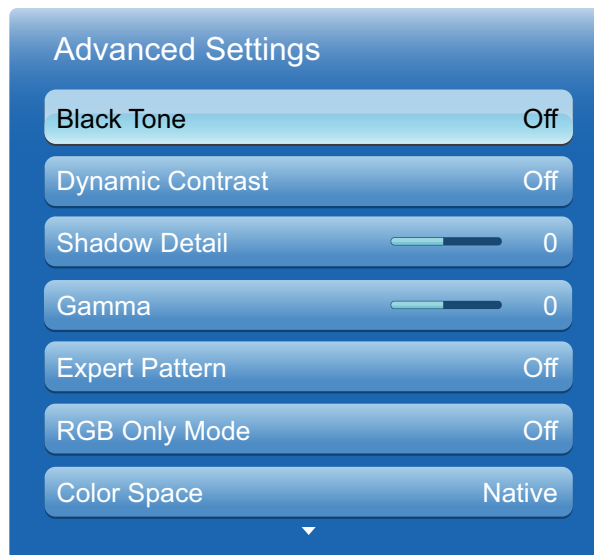 Advanced Settings
Black Tone Off
Dynamic Contrast Off
Shadow Detail 0
Gamma 0
Expert Pattern Off
RGB Only Mode Off
Color Space Native